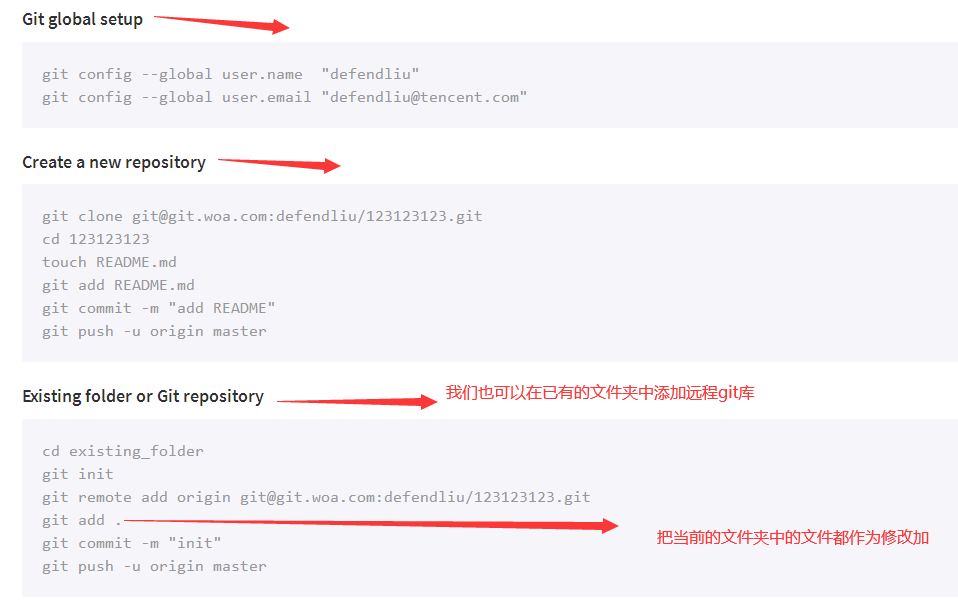 Git global setup
git config --global user.name  "defendliu"
git config --global user.email "defendliu@tencent.com"
Create a new repository
git clone git@git.woa.com:defendliu/123123123.git
cd 123123123
touch README.md
git add README.md
git commit -m "add README"
git push -u origin master
Existing folder or Git repository
我们也可以在已有的文件夹中添加远程git库
cd existing_folder
git init
git remote add origin git@git.woa.com:defendliu/123123123.git
git add .
把当前的文件夹中的文件都作为修改加
git commit -m "init"
git push -u origin master